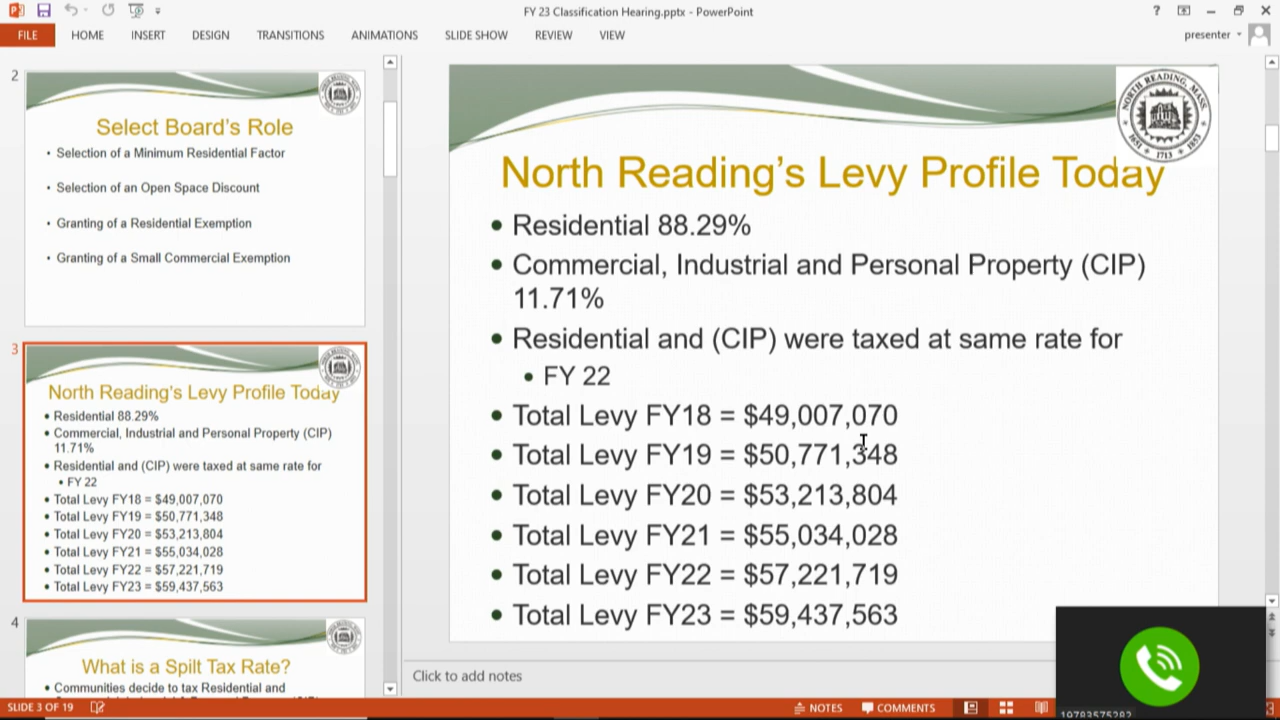 FY 23 Classification Hearing.pptx - PowerPoint
?
FILE HOME INSERT DESIGN TRANSITIONS ANIMATIONS SLIDE SHOW REVIEW VIEW
presenter
2
Select Board's Role
• Selection of a Minimum Residential Factor
• Selection of an Open Space Discount
• Granting of a Residential Exemption
• Granting of a Small Commercial Exemption
3
North Reading's Levy Profile Today
• Residential 88.29%
• Commercial, Industrial and Personal Property (CIP)
11.71%
• Residential and (CIP) were taxed at same rate for
• FY 22
• Total Levy FY18 = $49,007,070
• Total Levy FY19 = $50,771,348
• Total Levy FY20 = $53,213,804
• Total Levy FY21 = $55,034,028
• Total Levy FY22 = $57,221,719
• Total Levy FY23 = $59,437,563
4
What is a Spilt Tax Rate?
• Communities decide to tax Residential and
NORTH READING, MASS
1651 1713 1853
North Reading's Levy Profile Today
• Residential 88.29%
• Commercial, Industrial and Personal Property (CIP)
11.71%
• Residential and (CIP) were taxed at same rate for
• FY 22
• Total Levy FY18 = $49,007,070
• Total Levy FY19 = $50,771,348
• Total Levy FY20 = $53,213,804
• Total Levy FY21 = $55,034,028
• Total Levy FY22 = $57,221,719
• Total Levy FY23 = $59,437,563
Click to add notes
SLIDE 3 OF 19
NOTES COMMENTS